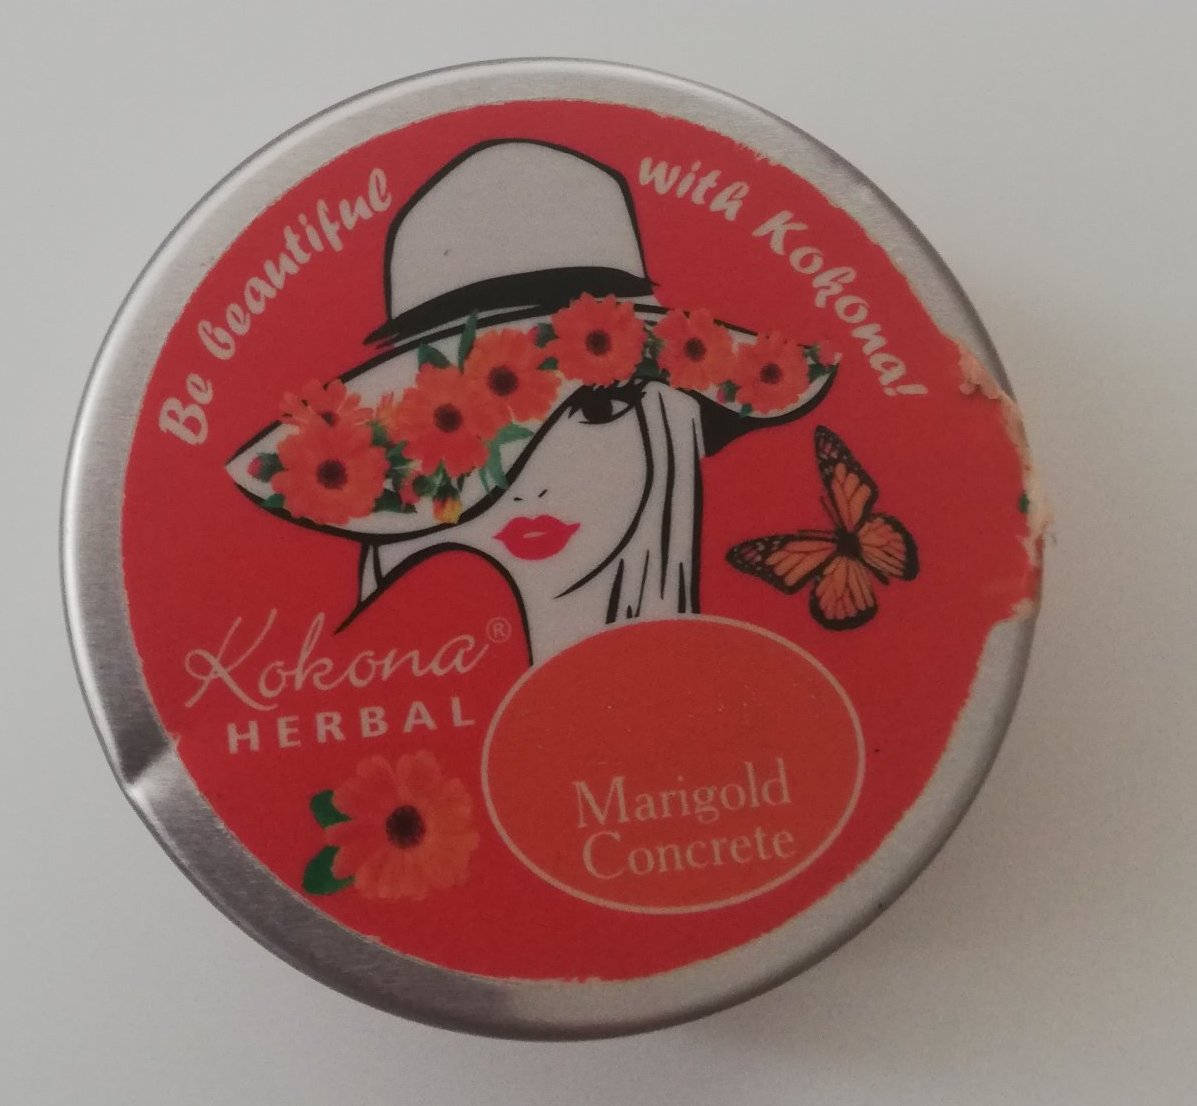 Be beautiful with Kokona!
Kokona®
HERBAL
Marigold
Concrete